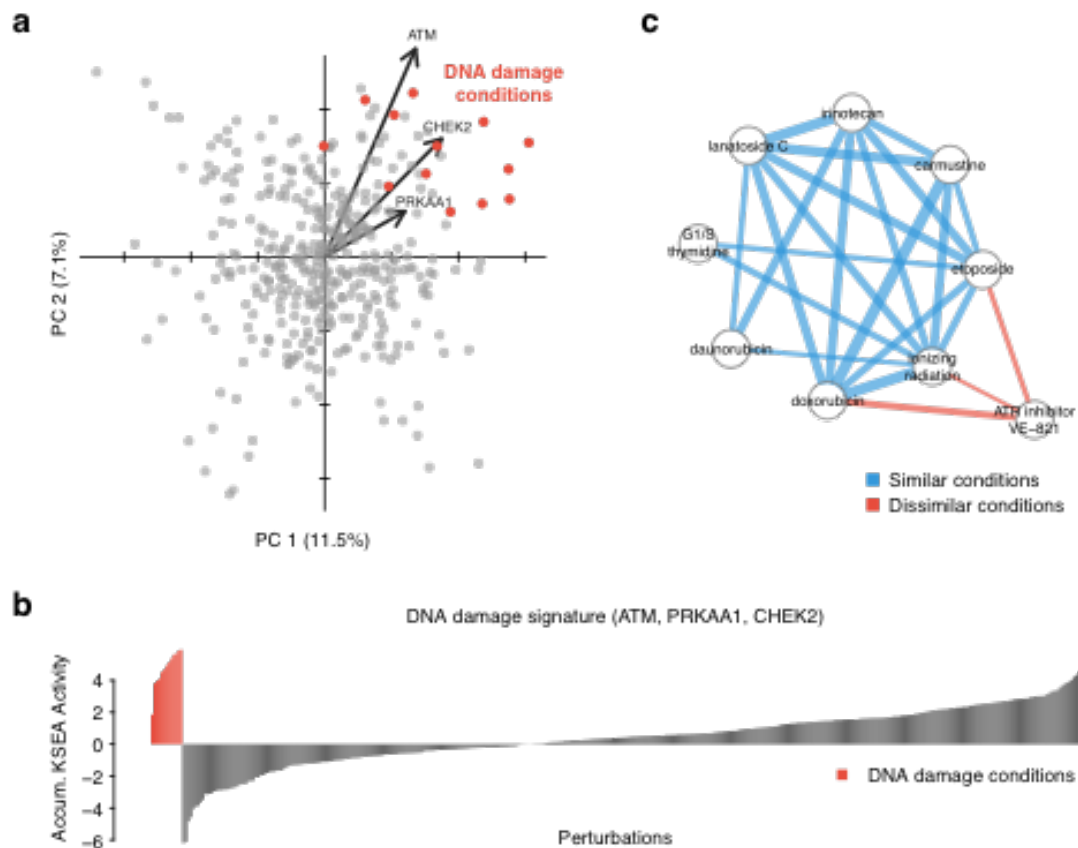 a
ATM
DNA damage
conditions
CHEK2
PRKAA1
PC 2 (7.1%)
PC 1 (11.5%)
c
irinotecan
lanatoside C
carmustine
G1/S
thymidine
etoposide
daunorubicin
ionizing
radiation
doxorubicin
ATR inhibitor
VE-821
Similar conditions
Dissimilar conditions
b
DNA damage signature (ATM, PRKAA1, CHEK2)
Accum. KSEA Activity
4
2
0
−2
−4
−6
DNA damage conditions
Perturbations